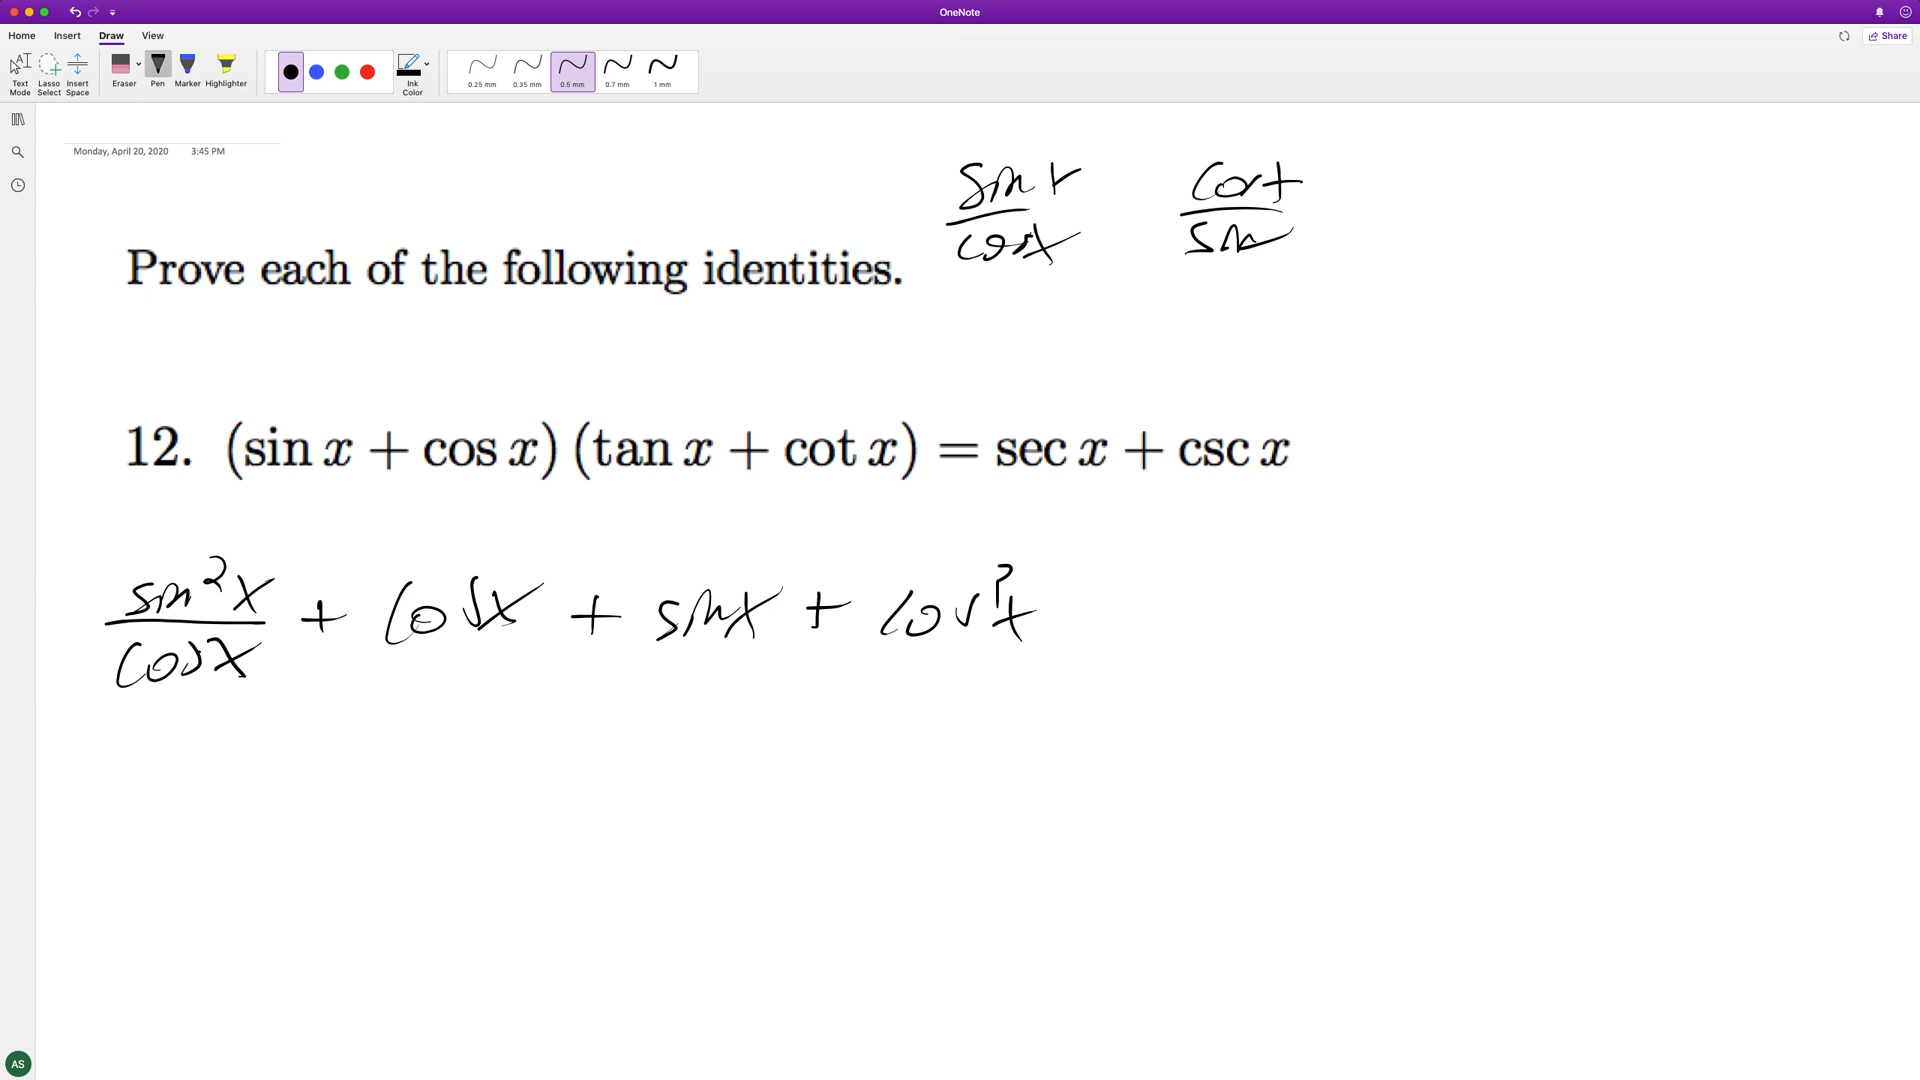 OneNote
Home Insert Draw View
Share
Text Mode Lasso Select Insert Space Eraser Pen Marker Highlighter Ink Color 0.25 mm 0.35 mm 0.5 mm 0.7 mm 1 mm
Monday, April 20, 2020 3:45 PM
sin x / cos x cos x / sin
Prove each of the following identities.
12. (sin x + cos x) (tan x + cot x) = sec x + csc x
sin²x / cos x + cos x + sin x + cos²x
AS